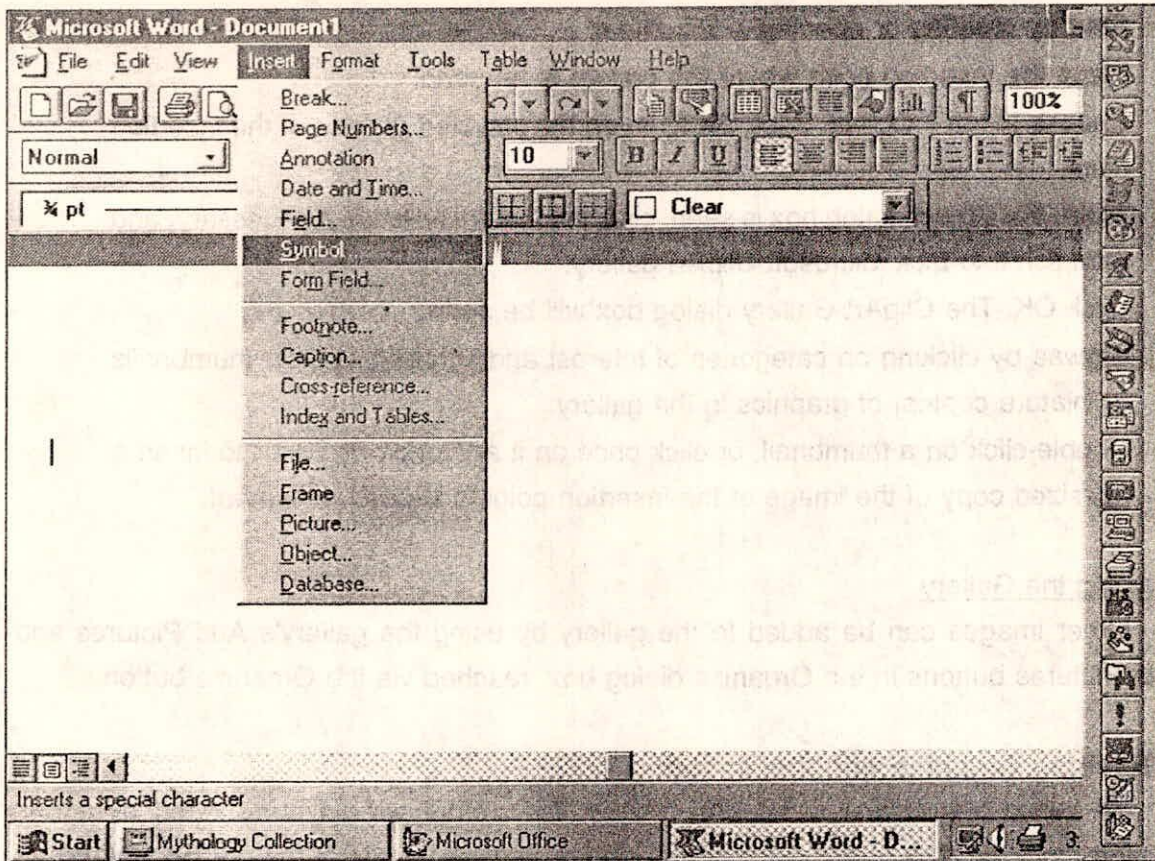 Microsoft Word - Document1
File Edit View Insert Format Tools Table Window Help
100%
Normal 10
¾ pt Clear
Break...
Page Numbers...
Annotation
Date and Time...
Field...
Symbol...
Form Field...
Footnote...
Caption...
Cross-reference...
Index and Tables...
File...
Frame
Picture...
Object...
Database...
Inserts a special character
Start Mythology Collection Microsoft Office Microsoft Word - D... 3: